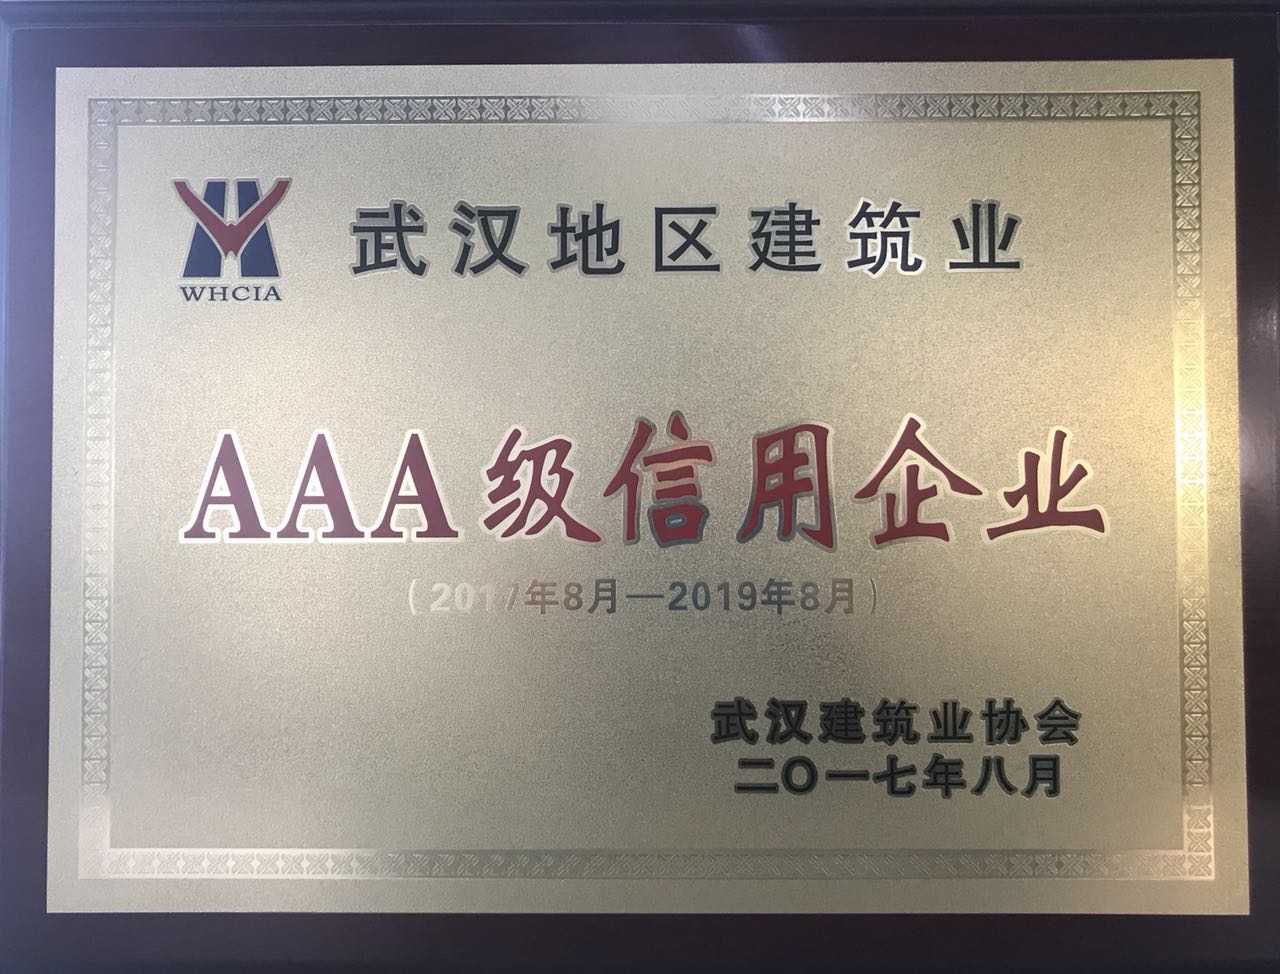 WHCIA
武汉地区建筑业
AAA级信用企业
（2017年8月—2019年8月）
武汉建筑业协会
二〇一七年八月